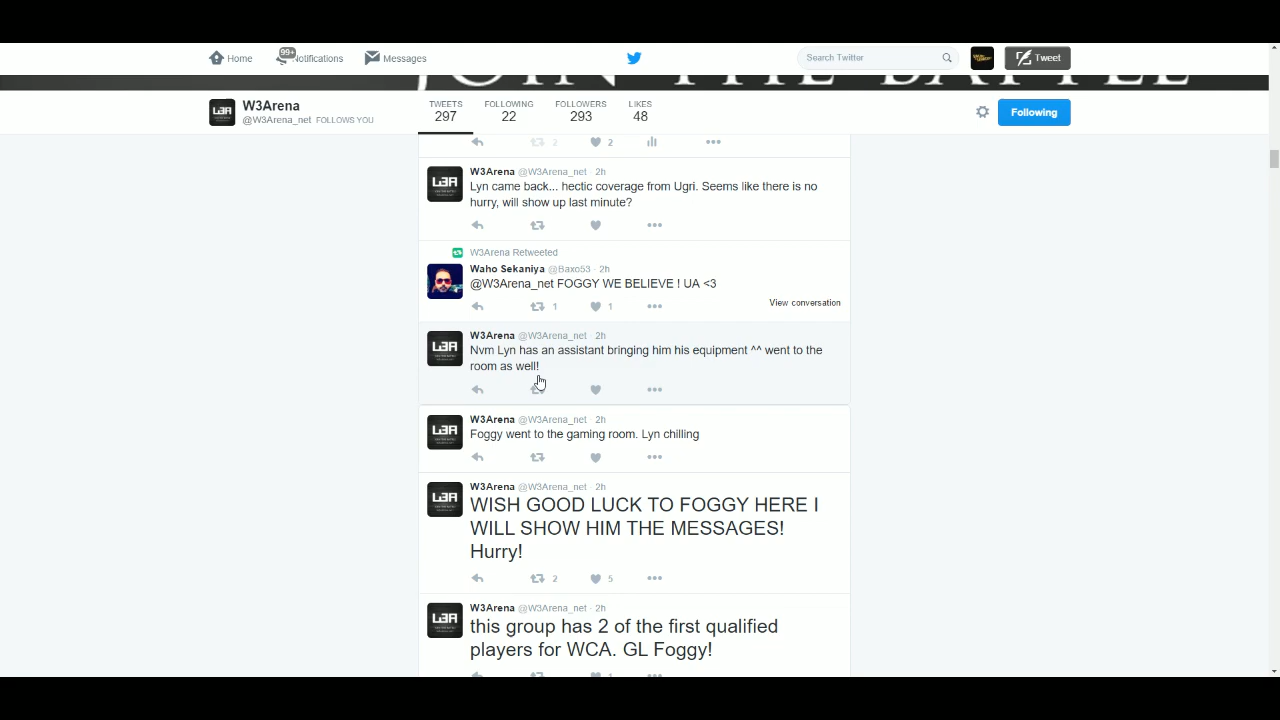 JOIN THE BATTLE
Home
99+
Notifications
Messages
Search Twitter
Tweet
W3Arena
@W3Arena_net FOLLOWS YOU
TWEETS
297
FOLLOWING
22
FOLLOWERS
293
LIKES
48
Following
2 2
W3Arena @W3Arena_net · 2h
Lyn came back... hectic coverage from Ugri. Seems like there is no
hurry, will show up last minute?
W3Arena Retweeted
Waho Sekaniya @Baxo53 · 2h
@W3Arena_net FOGGY WE BELIEVE ! UA <3
1 1
View conversation
W3Arena @W3Arena_net · 2h
Nvm Lyn has an assistant bringing him his equipment ^^ went to the
room as well!
W3Arena @W3Arena_net · 2h
Foggy went to the gaming room. Lyn chilling
W3Arena @W3Arena_net · 2h
WISH GOOD LUCK TO FOGGY HERE I
WILL SHOW HIM THE MESSAGES!
Hurry!
2 5
W3Arena @W3Arena_net · 2h
this group has 2 of the first qualified
players for WCA. GL Foggy!
1